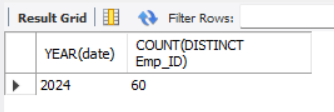 Result Grid Filter Rows:
YEAR(date) COUNT(DISTINCT
Emp_ID)
2024 60